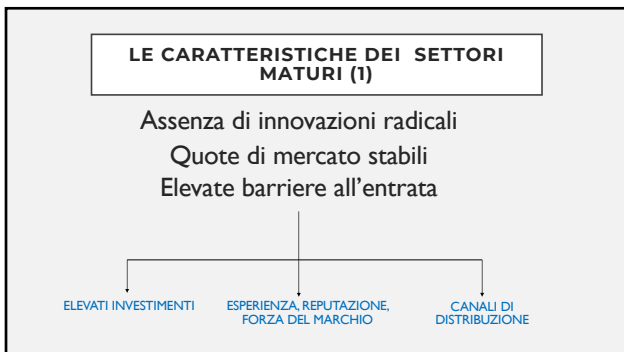 LE CARATTERISTICHE DEI SETTORI
MATURI (1)
Assenza di innovazioni radicali
Quote di mercato stabili
Elevate barriere all'entrata
ELEVATI INVESTIMENTI
ESPERIENZA, REPUTAZIONE,
FORZA DEL MARCHIO
CANALI DI
DISTRIBUZIONE